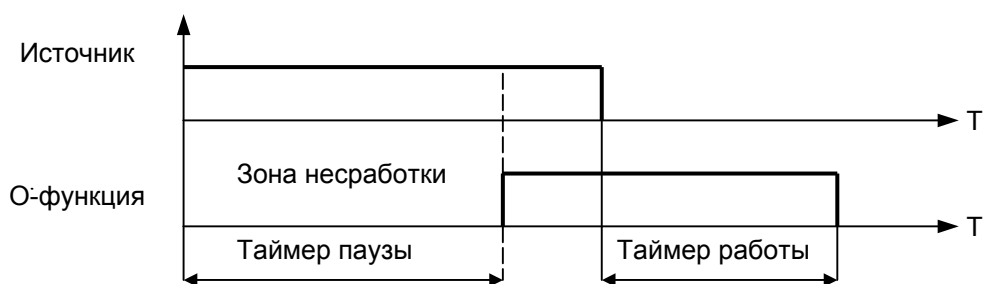 Источник
T
Зона несработки
О-функция
T
Таймер паузы
Таймер работы